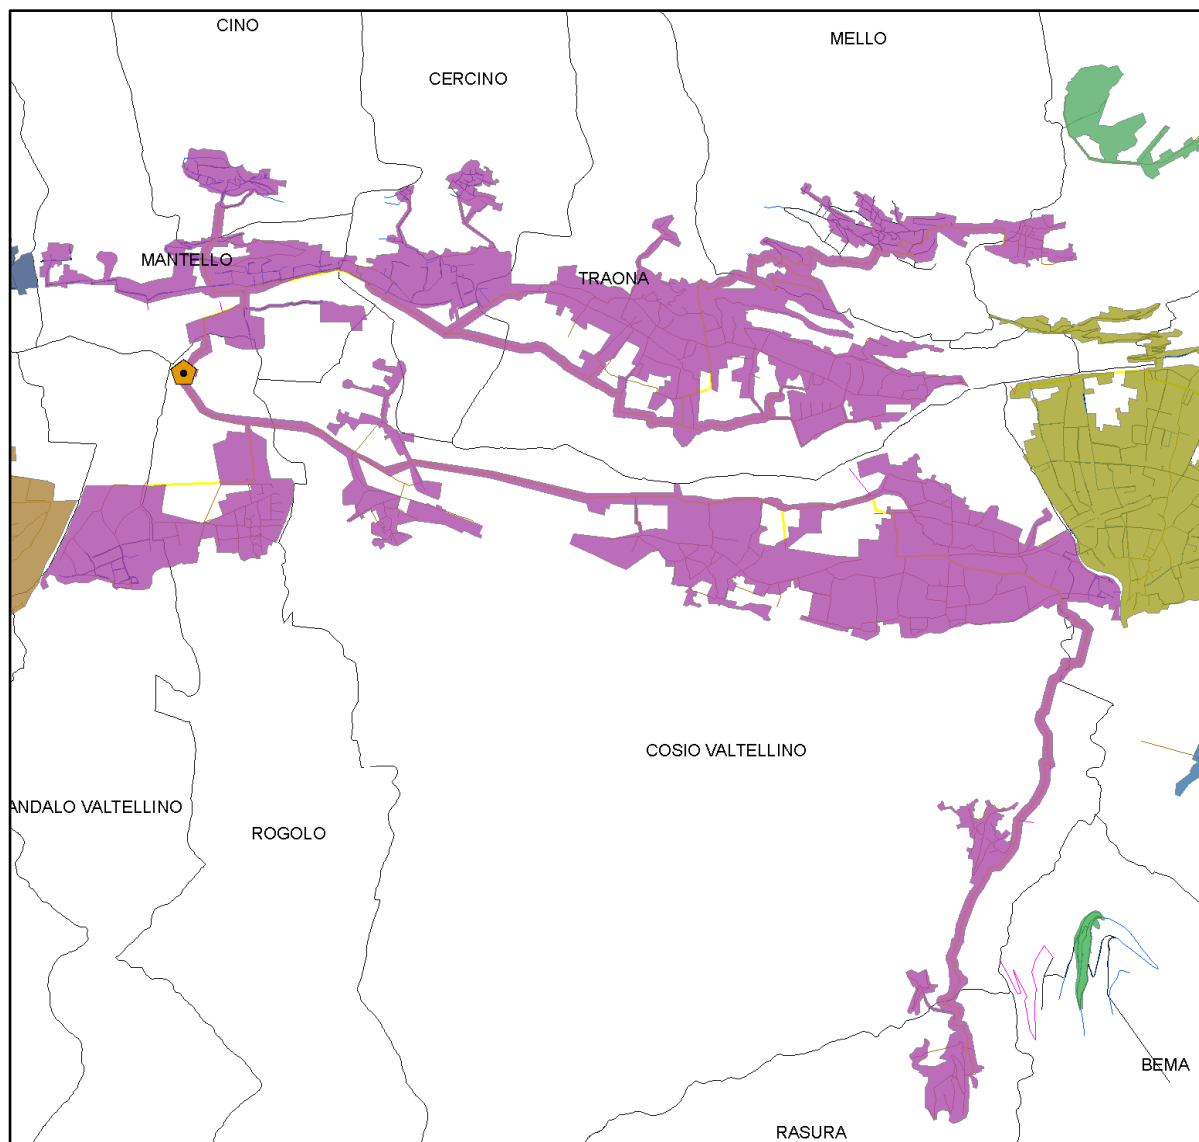 CINO
MELLO
CERCINO
MANTELLO
TRAONA
COSIO VALTELLINO
ANDALO VALTELLINO
ROGOLO
BEMA
RASURA